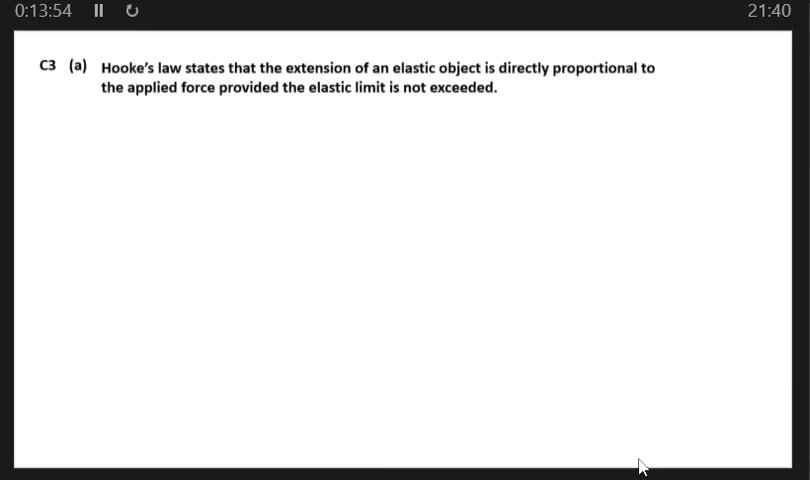 0:13:54
21:40
C3 (a) Hooke's law states that the extension of an elastic object is directly proportional to
the applied force provided the elastic limit is not exceeded.